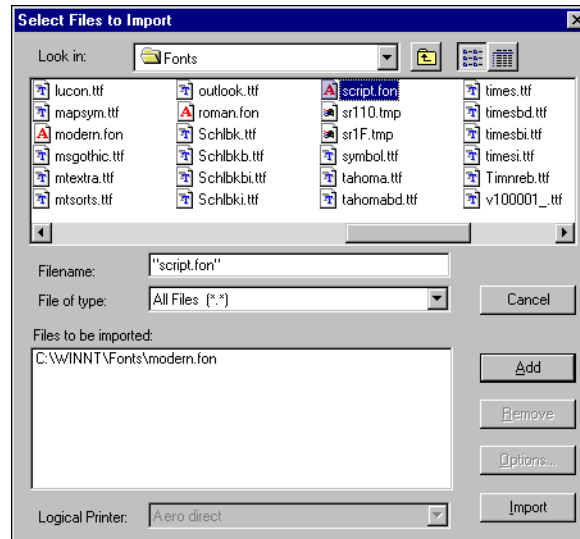 Select Files to Import
Look in: Fonts
lucon.ttf outlook.ttf script.fon times.ttf
mapsym.ttf roman.fon sr110.tmp timesbd.ttf
modern.fon Schlbk.ttf sr1F.tmp timesbi.ttf
msgothic.ttf Schlbkb.ttf symbol.ttf timesi.ttf
mtextra.ttf Schlbkbi.ttf tahoma.ttf Timnreb.ttf
mtsorts.ttf Schlbki.ttf tahomabd.ttf v100001_.ttf
Filename: "script.fon"
File of type: All Files (*.*) Cancel
Files to be imported:
C:\WINNT\Fonts\modern.fon
Add
Remove
Options...
Logical Printer: Aero direct Import